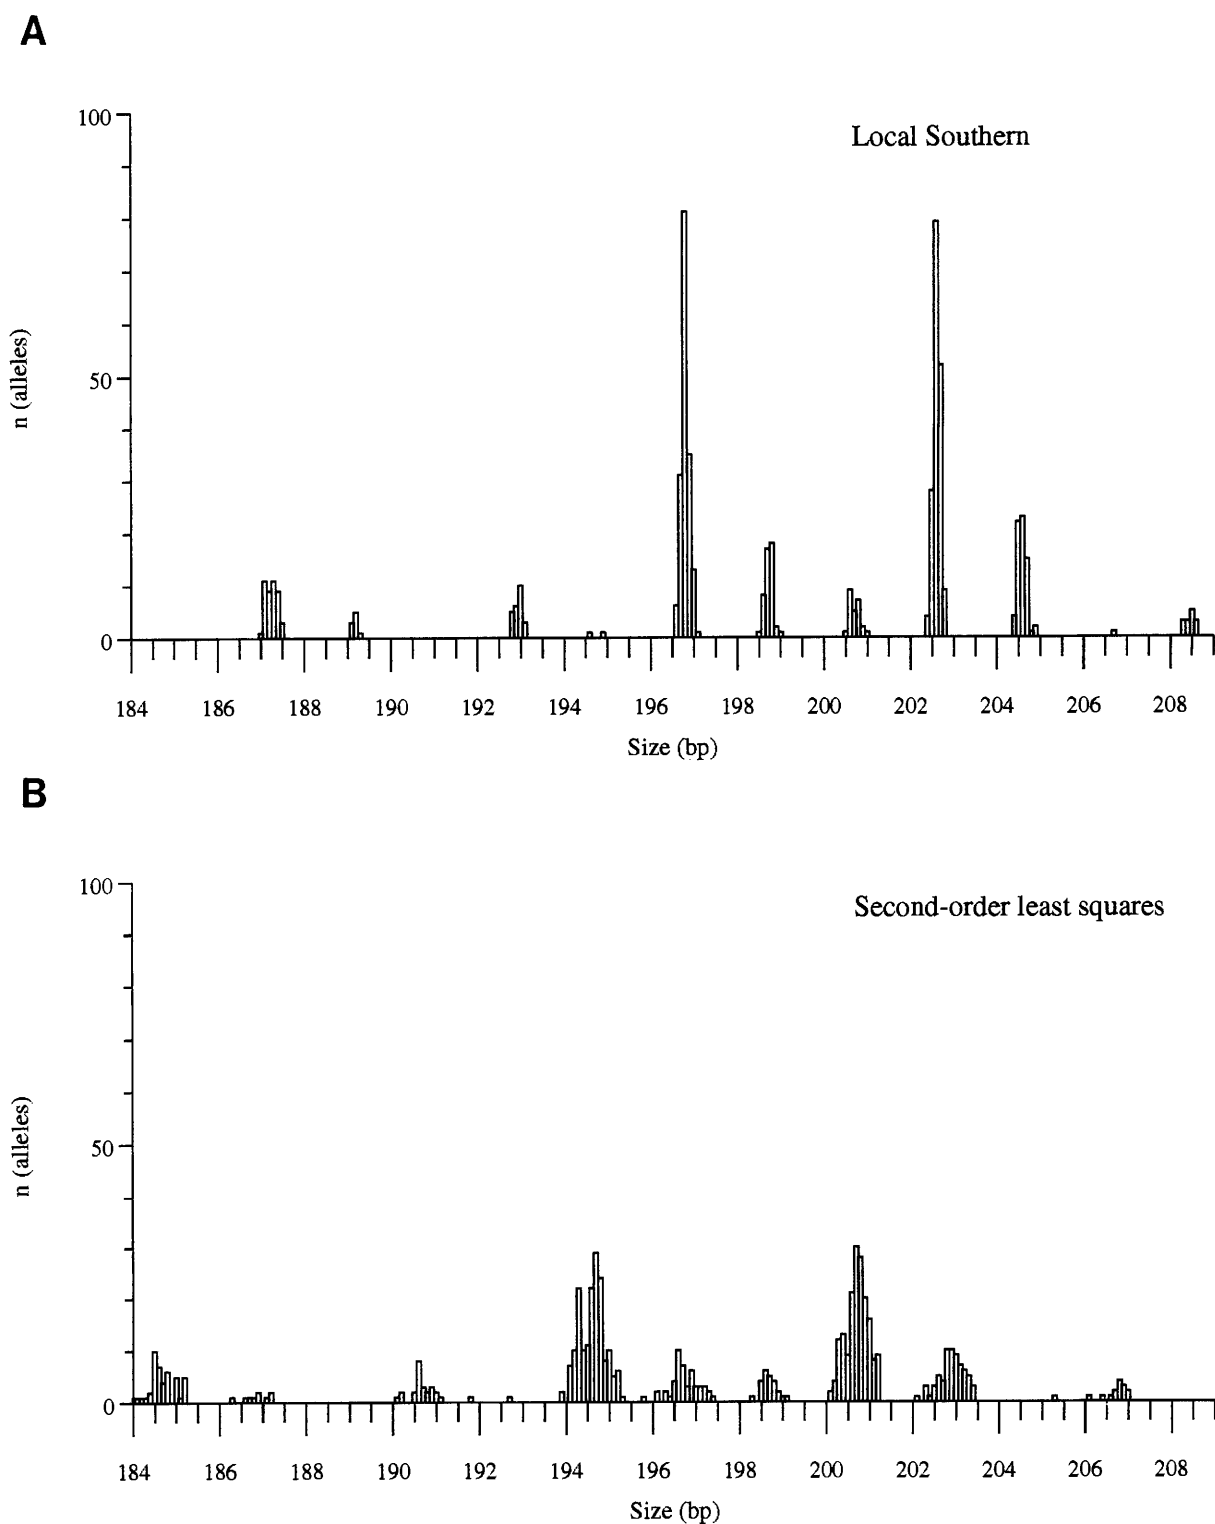 A
100
Local Southern
50
n (alleles)
0
184 186 188 190 192 194 196 198 200 202 204 206 208
Size (bp)
B
100
Second-order least squares
50
n (alleles)
0
184 186 188 190 192 194 196 198 200 202 204 206 208
Size (bp)